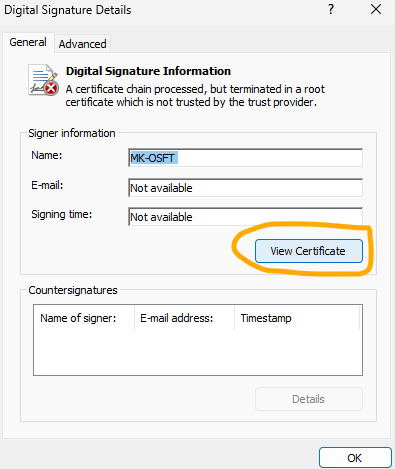 Digital Signature Details
General
Advanced
Digital Signature Information
A certificate chain processed, but terminated in a root
certificate which is not trusted by the trust provider.
Signer information
Name:
MK-OSFT
E-mail:
Not available
Signing time:
Not available
View Certificate
Countersignatures
Name of signer:
E-mail address:
Timestamp
Details
OK